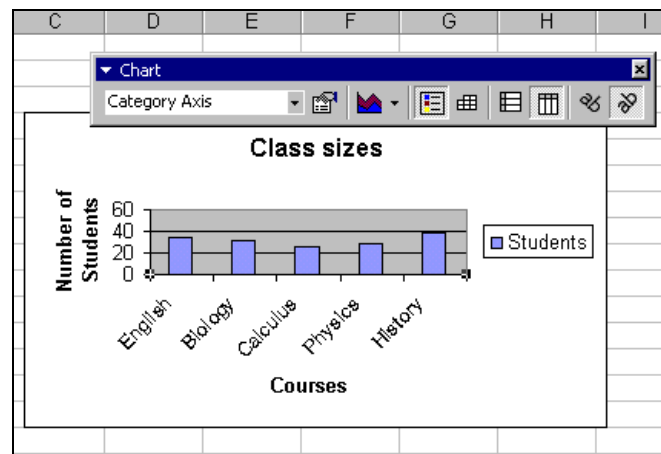 C D E F G H I
Chart
Category Axis
Class sizes
Number of
Students
60
40
20
0
Students
English Biology Calculus Physics History
Courses